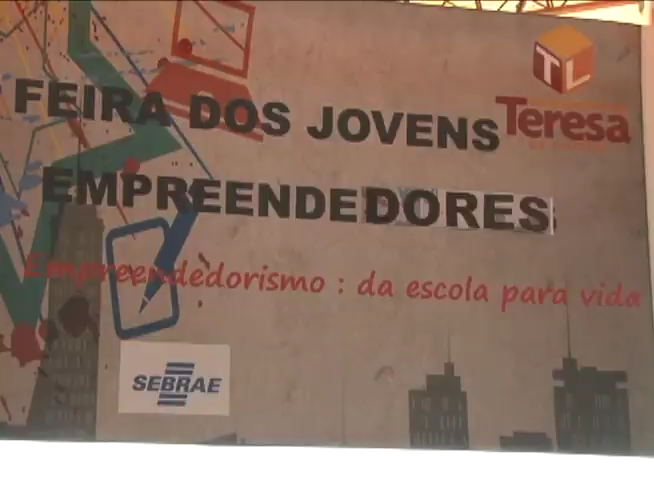 TL
Teresa
FEIRA DOS JOVENS
EMPREENDEDORES
Empreendedorismo : da escola para vida
SEBRAE